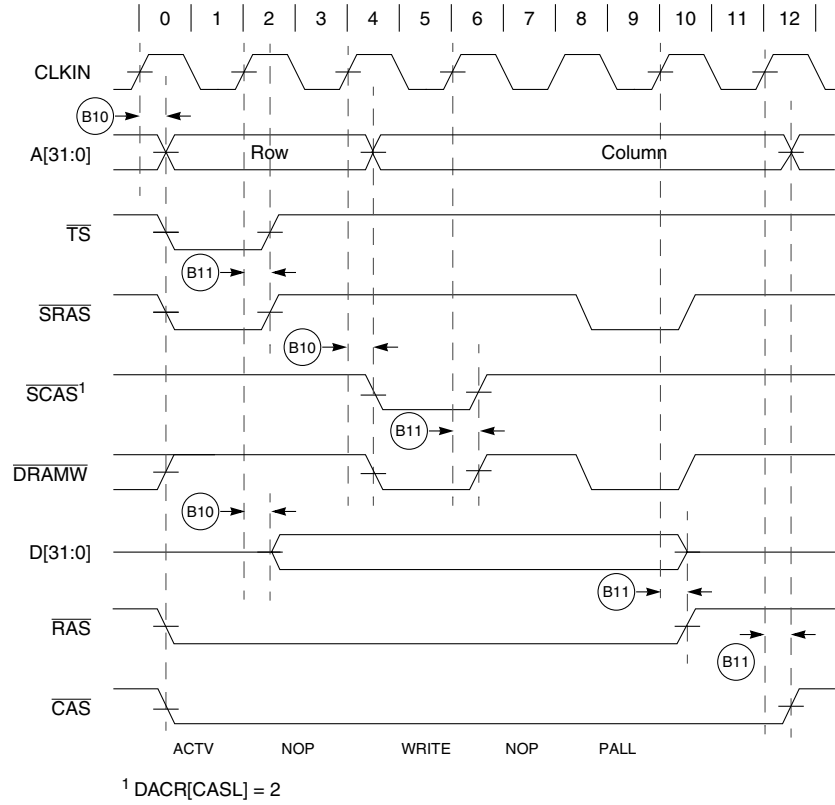 0 1 2 3 4 5 6 7 8 9 10 11 12
CLKIN
B10
A[31:0] Row Column
TS
B11
SRAS
B10
SCAS1
B11
DRAMW
B10
D[31:0]
B11
RAS
B11
CAS
ACTV NOP WRITE NOP PALL
1 DACR[CASL] = 2